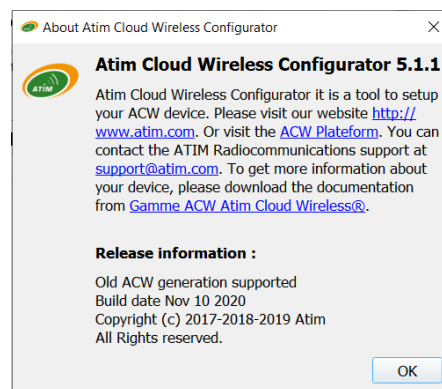 About Atim Cloud Wireless Configurator
ATIM
Atim Cloud Wireless Configurator 5.1.1
Atim Cloud Wireless Configurator it is a tool to setup
your ACW device. Please visit our website http://
www.atim.com. Or visit the ACW Plateform. You can
contact the ATIM Radiocommunications support at
support@atim.com. To get more information about
your device, please download the documentation
from Gamme ACW Atim Cloud Wireless®.
Release information :
Old ACW generation supported
Build date Nov 10 2020
Copyright (c) 2017-2018-2019 Atim
All Rights reserved.
OK